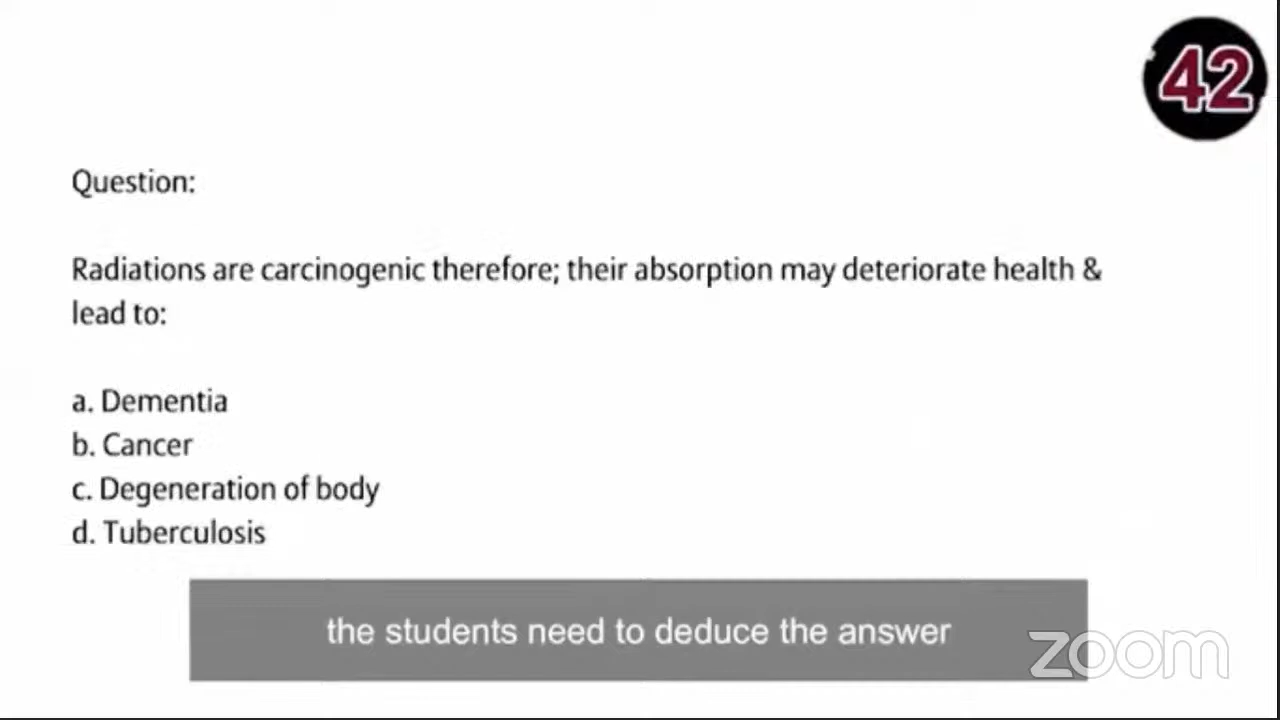 42
Question:
Radiations are carcinogenic therefore; their absorption may deteriorate health &
lead to:
a. Dementia
b. Cancer
c. Degeneration of body
d. Tuberculosis
the students need to deduce the answer
zoom